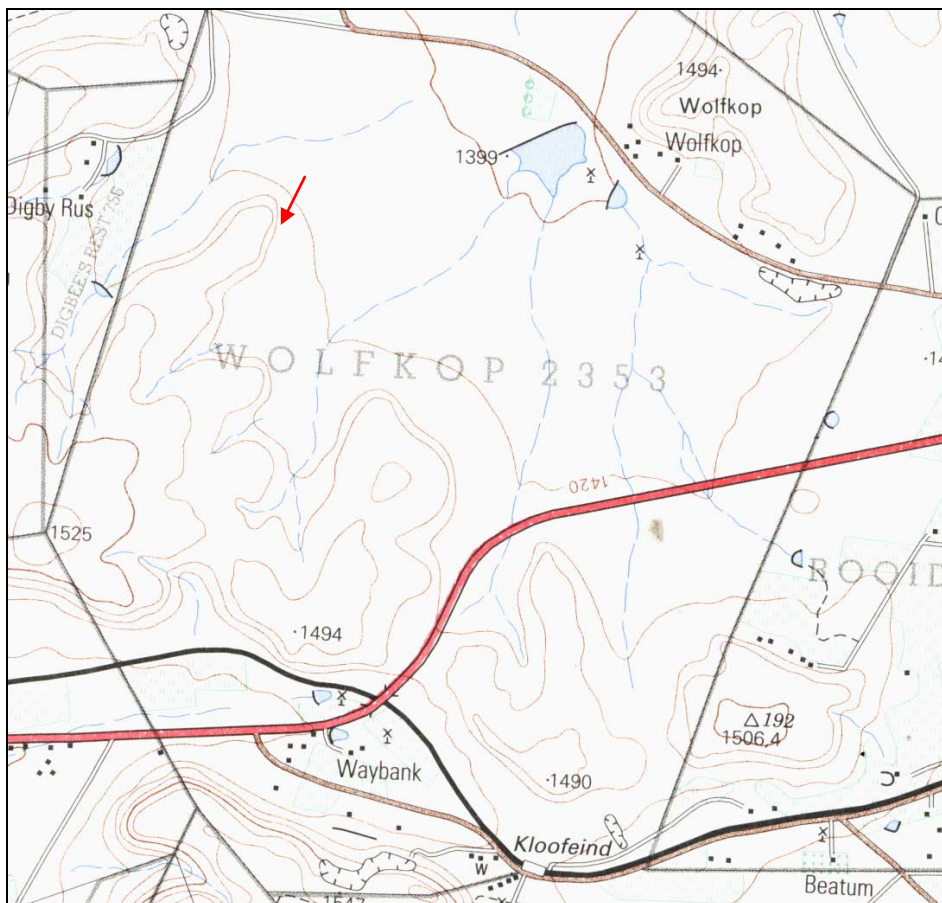 1494
Wolfkop
Wolfkop
1399
Digby Rus
DIGBEE'S REST 755
WOLFKOP 2353
1420
1525
ROOID
1494
△ 192
1506,4
Waybank
1490
Kloofeind
W
Beatum